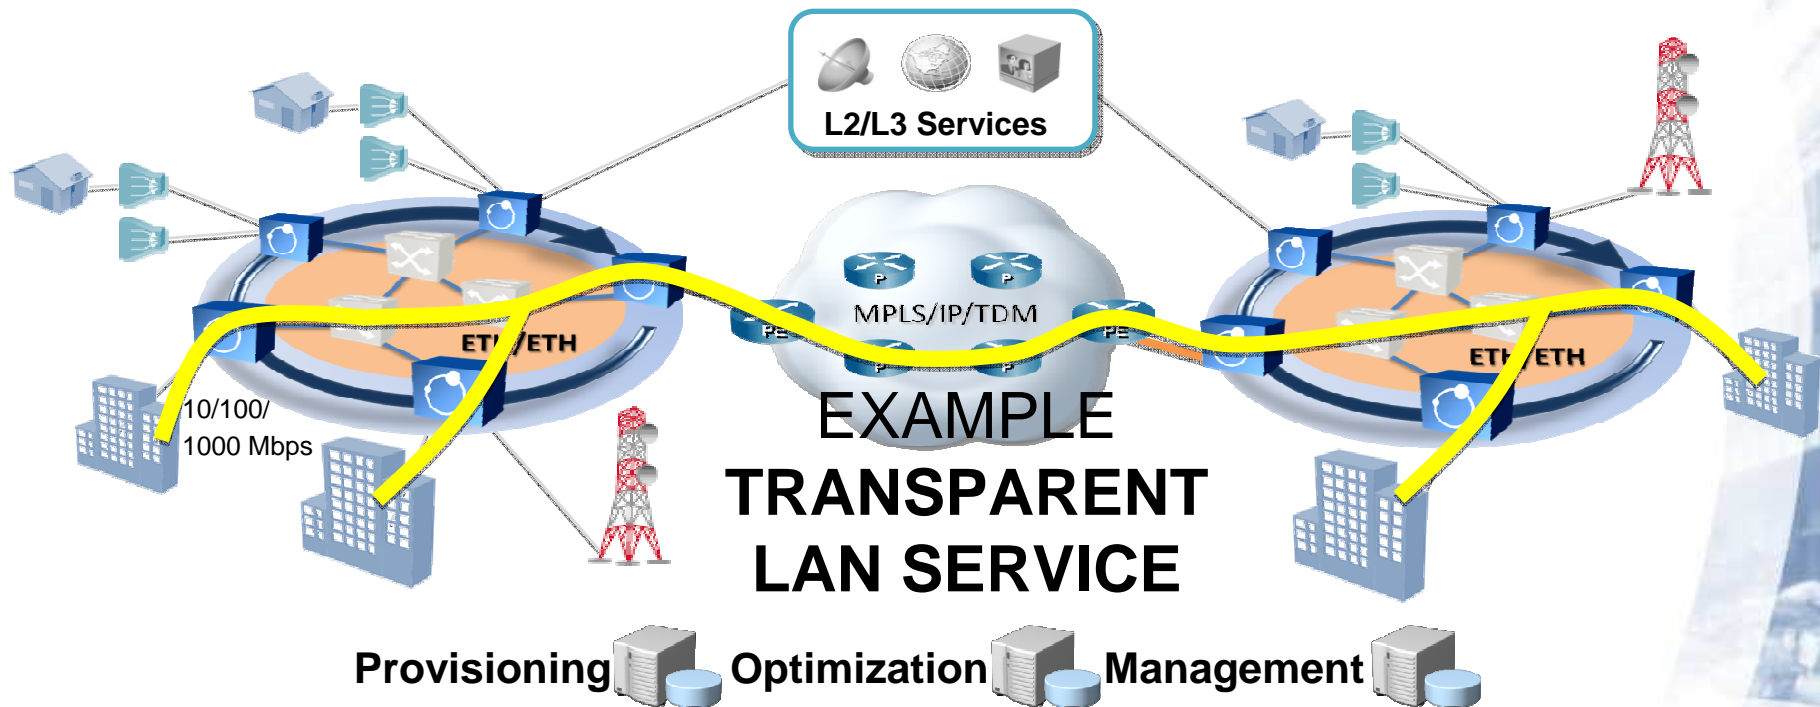 L2/L3 Services
P
P
MPLS/IP/TDM
PE
PE
P
P
ETH/ETH
ETH/ETH
10/100/
1000 Mbps
EXAMPLE
TRANSPARENT
LAN SERVICE
Provisioning
Optimization
Management